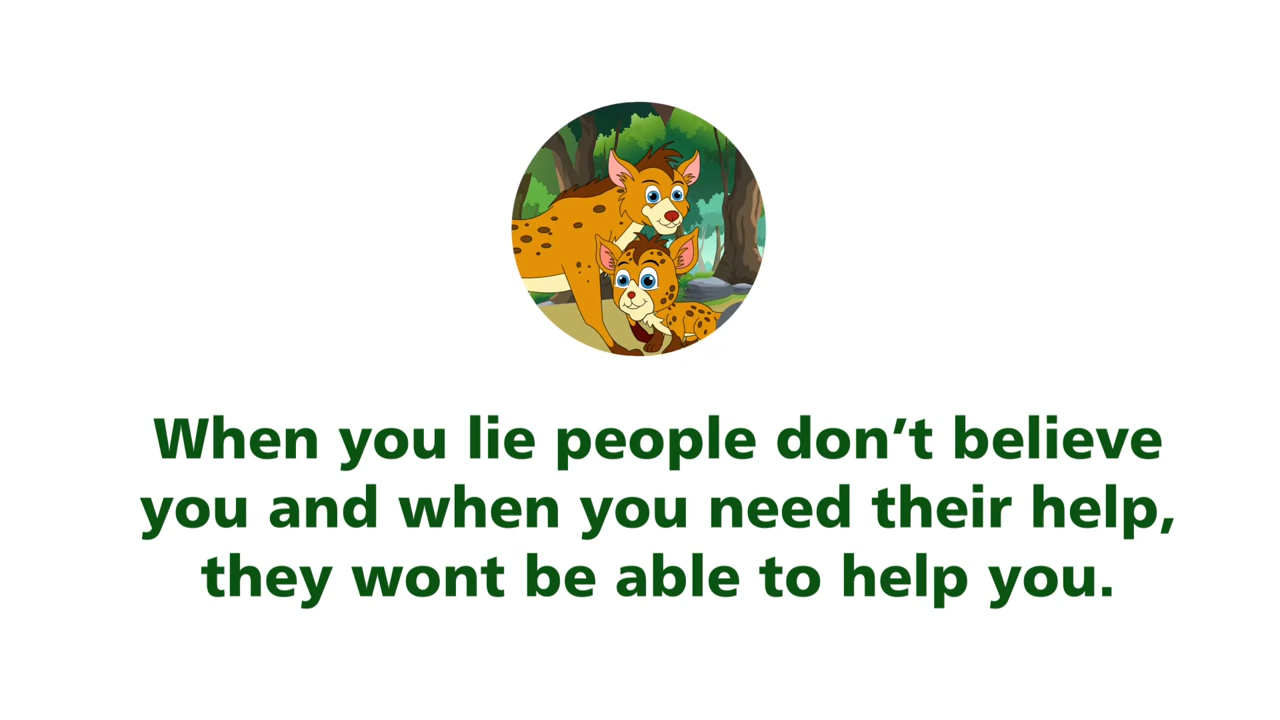 When you lie people don’t believe
you and when you need their help,
they wont be able to help you.